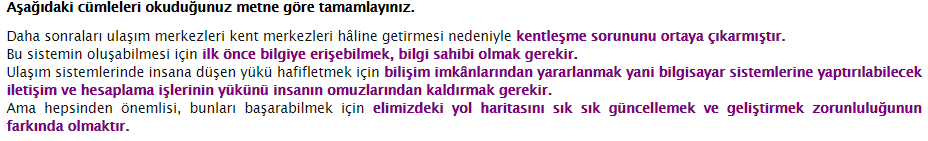 Aşağıdaki cümleleri okuduğunuz metne göre tamamlayınız.
Daha sonraları ulaşım merkezleri kent merkezleri hâline getirmesi nedeniyle kentleşme sorununu ortaya çıkarmıştır.
Bu sistemin oluşabilmesi için ilk önce bilgiye erişebilmek, bilgi sahibi olmak gerekir.
Ulaşım sistemlerinde insana düşen yükü hafifletmek için bilişim imkânlarından yararlanmak yani bilgisayar sistemlerine yaptırılabilecek
iletişim ve hesaplama işlerinin yükünü insanın omuzlarından kaldırmak gerekir.
Ama hepsinden önemlisi, bunları başarabilmek için elimizdeki yol haritasını sık sık güncellemek ve geliştirmek zorunluluğunun
farkında olmaktır.